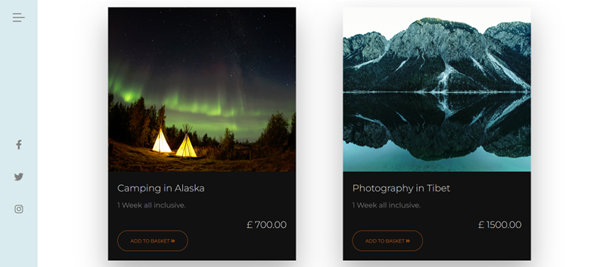 Camping in Alaska
1 Week all inclusive.
£ 700.00
ADD TO BASKET »
Photography in Tibet
1 Week all inclusive.
£ 1500.00
ADD TO BASKET »